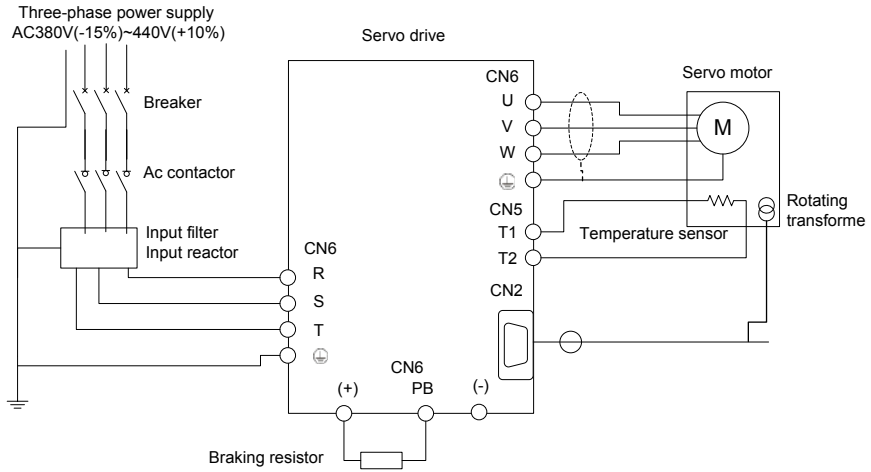 Three-phase power supply
AC380V(-15%)~440V(+10%)
Servo drive
Breaker
Ac contactor
Input filter
Input reactor
CN6
R
S
T
CN6
U
V
W
CN5
T1
T2
CN2
Servo motor
M
Rotating
transforme
Temperature sensor
CN6
(+)
PB
(-)
Braking resistor